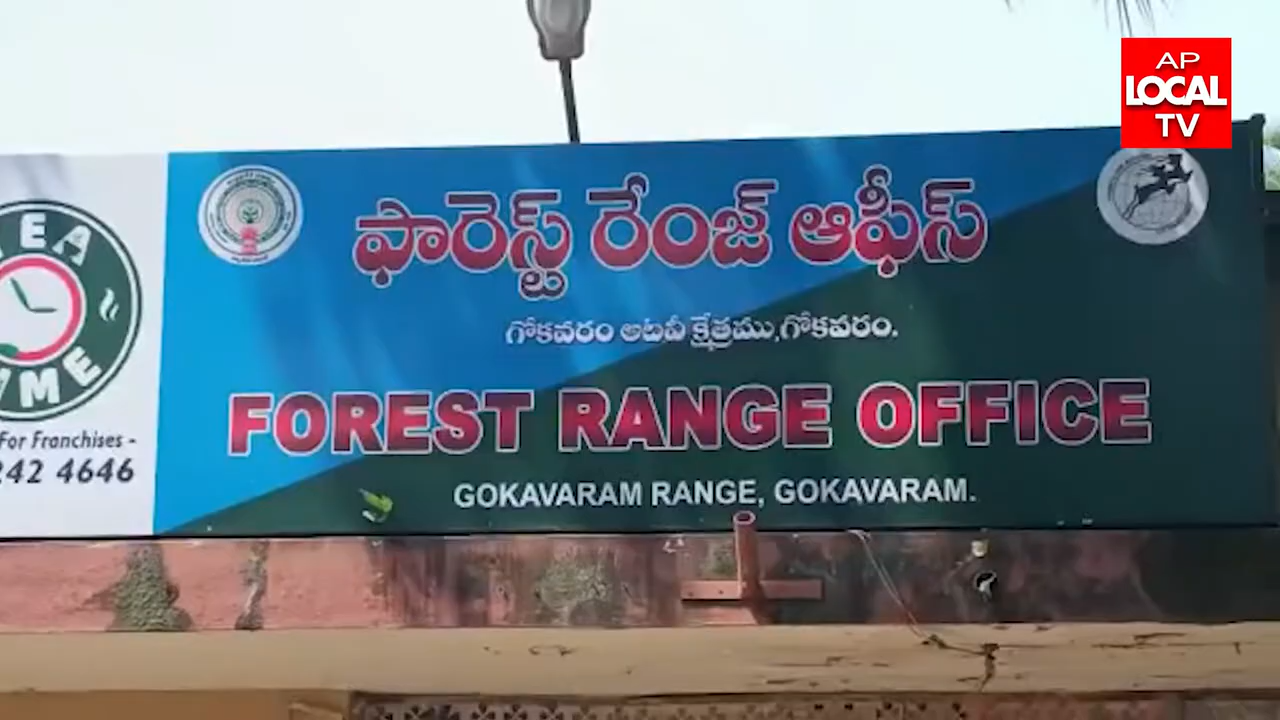 AP
LOCAL
TV
ఫారెస్ట్ రేంజ్ ఆఫీస్
గోకవరం అటవీ క్షేత్రము,గోకవరం.
FOREST RANGE OFFICE
GOKAVARAM RANGE, GOKAVARAM.
For Franchises -
242 4646